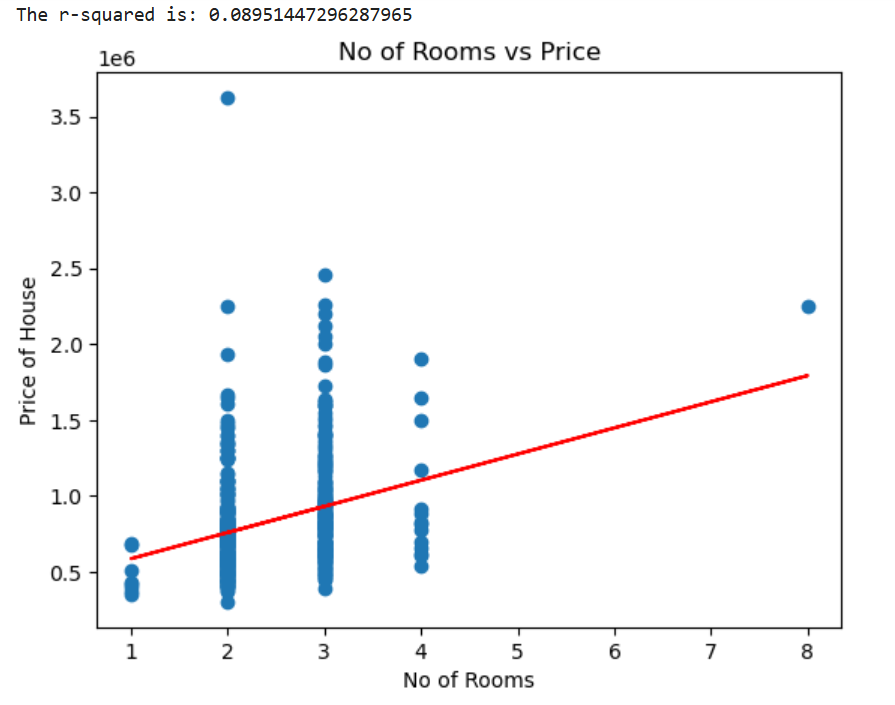 The r-squared is: 0.08951447296287965
No of Rooms vs Price
1e6
3.5
3.0
2.5
2.0
1.5
1.0
0.5
Price of House
1 2 3 4 5 6 7 8
No of Rooms